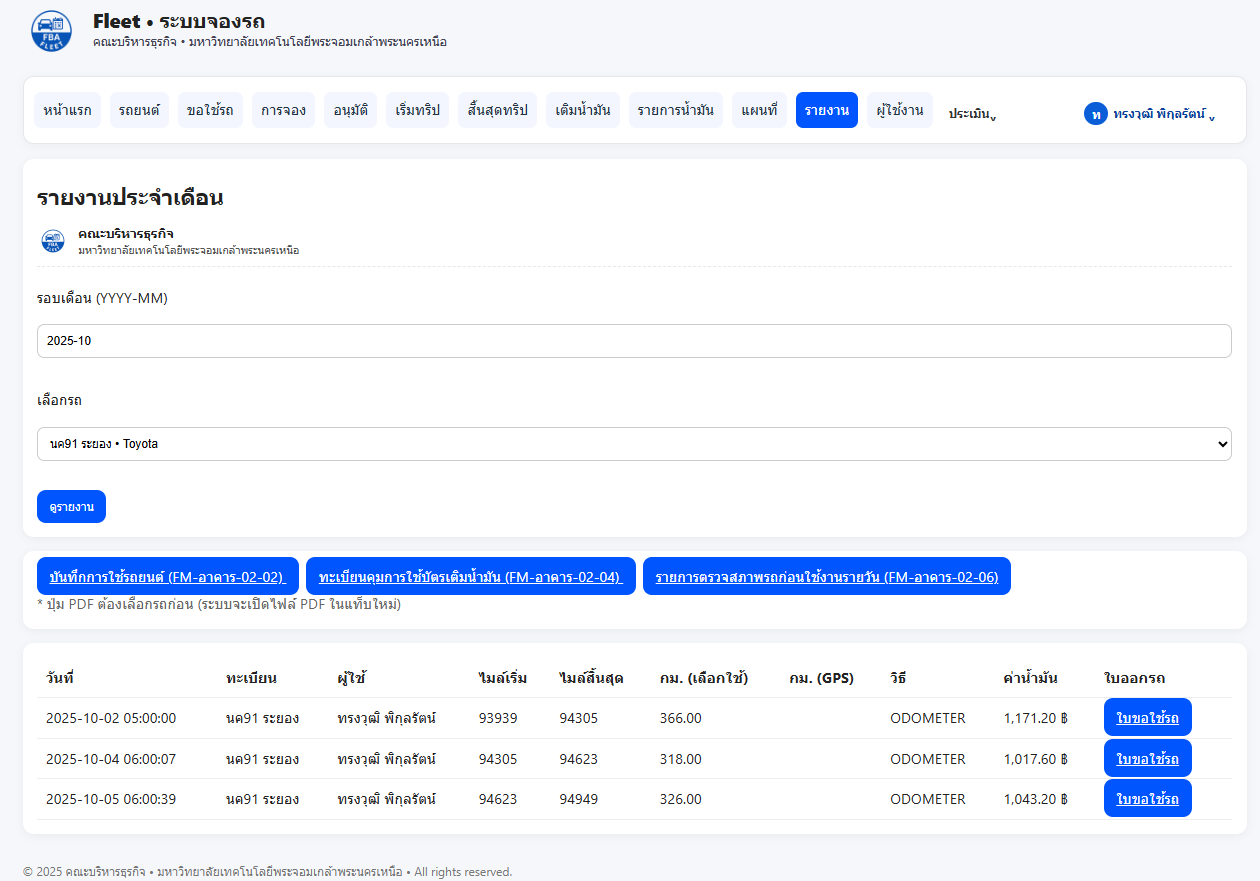 FBA
FLEET
Fleet • ระบบจองรถ
คณะบริหารธุรกิจ • มหาวิทยาลัยเทคโนโลยีพระจอมเกล้าพระนครเหนือ
หน้าแรก รถยนต์ ขอใช้รถ การจอง อนุมัติ เริ่มทริป สิ้นสุดทริป เติมน้ำมัน รายการน้ำมัน แผนที่ รายงาน ผู้ใช้งาน ประเมิน ท ทรงวุฒิ พิกุลรัตน์
รายงานประจำเดือน
คณะบริหารธุรกิจ
มหาวิทยาลัยเทคโนโลยีพระจอมเกล้าพระนครเหนือ
รอบเดือน (YYYY-MM)
2025-10
เลือกรถ
นค91 ระยอง • Toyota
ดูรายงาน
บันทึกการใช้รถยนต์ (FM-อาคาร-02-02) ทะเบียนคุมการใช้บัตรเติมน้ำมัน (FM-อาคาร-02-04) รายการตรวจสภาพรถก่อนใช้งานรายวัน (FM-อาคาร-02-06)
* ปุ่ม PDF ต้องเลือกรถก่อน (ระบบจะเปิดไฟล์ PDF ในแท็บใหม่)
วันที่ ทะเบียน ผู้ใช้ ไมล์เริ่ม ไมล์สิ้นสุด กม. (เลือกใช้) กม. (GPS) วิธี ค่าน้ำมัน ใบออกรถ
2025-10-02 05:00:00 นค91 ระยอง ทรงวุฒิ พิกุลรัตน์ 93939 94305 366.00 ODOMETER 1,171.20 ฿ ใบขอใช้รถ
2025-10-04 06:00:07 นค91 ระยอง ทรงวุฒิ พิกุลรัตน์ 94305 94623 318.00 ODOMETER 1,017.60 ฿ ใบขอใช้รถ
2025-10-05 06:00:39 นค91 ระยอง ทรงวุฒิ พิกุลรัตน์ 94623 94949 326.00 ODOMETER 1,043.20 ฿ ใบขอใช้รถ
© 2025 คณะบริหารธุรกิจ • มหาวิทยาลัยเทคโนโลยีพระจอมเกล้าพระนครเหนือ • All rights reserved.